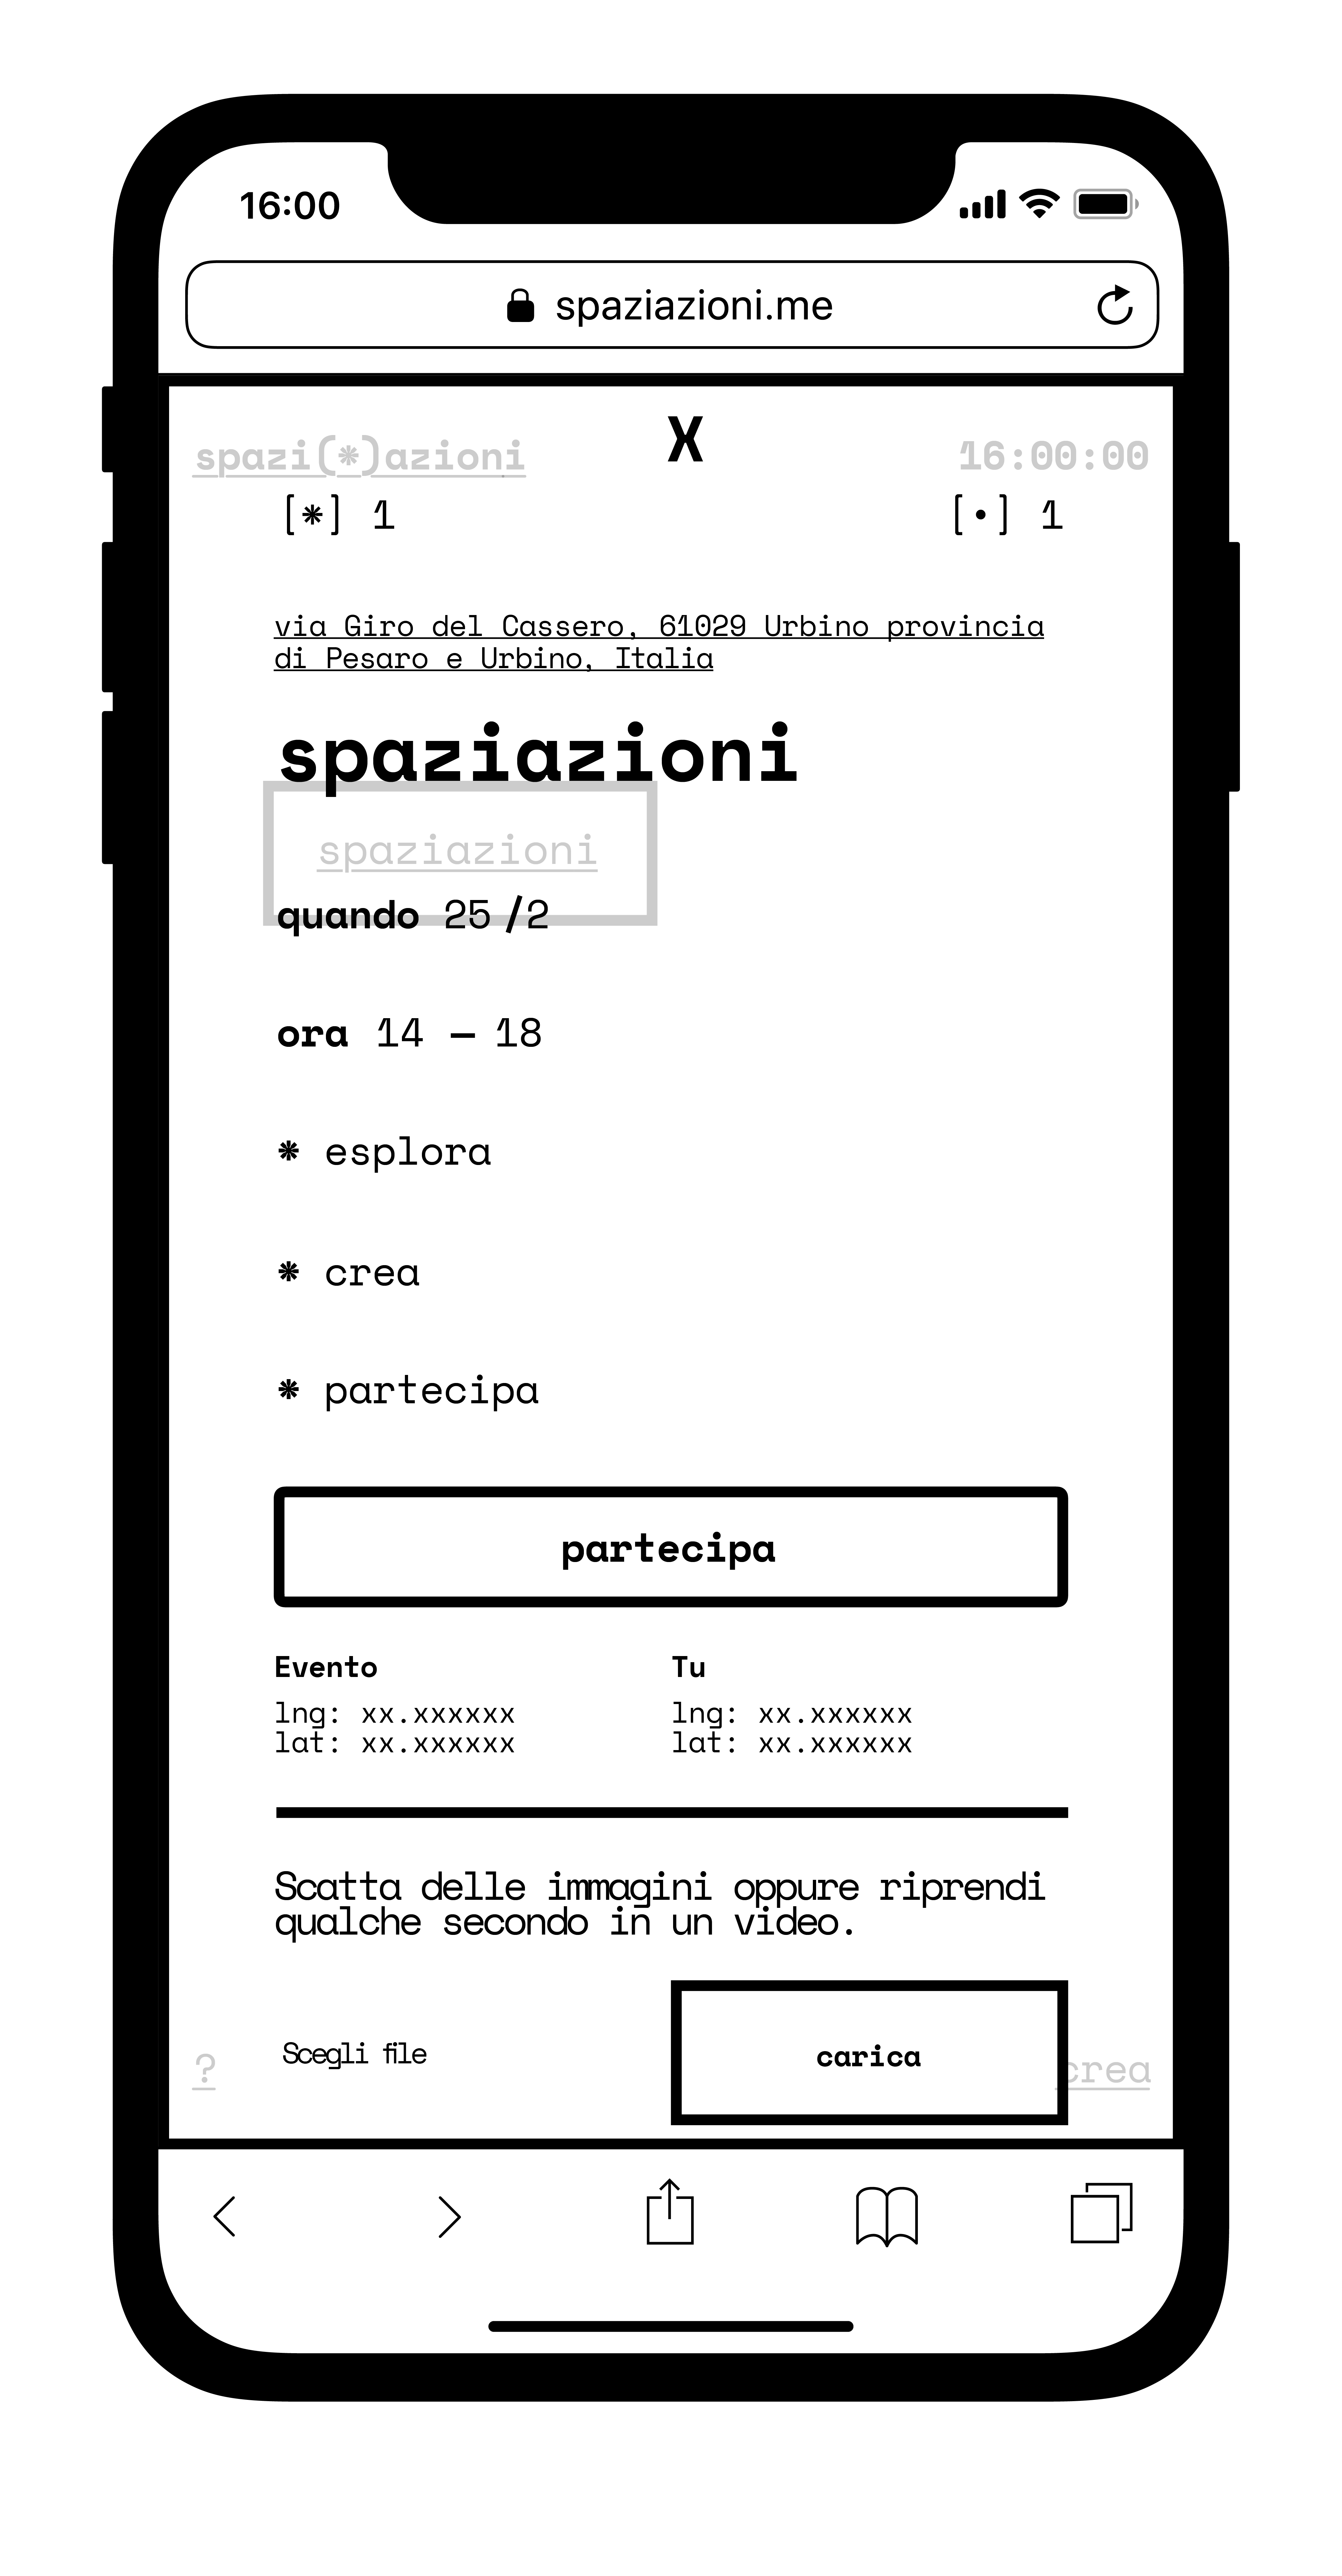 16:00
spaziazioni.me
spazi(*)azioni
X
16:00:00
[*] 1
[•] 1
via Giro del Cassero, 61029 Urbino provincia
di Pesaro e Urbino, Italia
spaziazioni
spaziazioni
quando 25 /2
ora 14 — 18
* esplora
* crea
* partecipa
partecipa
Evento
Tu
lng: xx.xxxxxx
lng: xx.xxxxxx
lat: xx.xxxxxx
lat: xx.xxxxxx
Scatta delle immagini oppure riprendi
qualche secondo in un video.
?
Scegli file
carica
crea